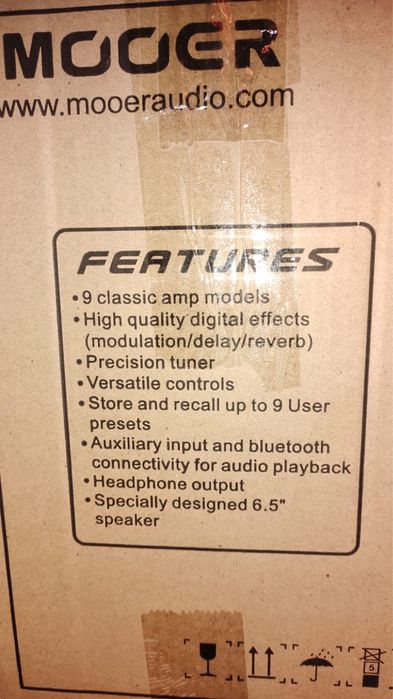 MOOER
www.mooeraudio.com
FEATURES
• 9 classic amp models
• High quality digital effects
(modulation/delay/reverb)
• Precision tuner
• Versatile controls
• Store and recall up to 9 User
presets
• Auxiliary input and bluetooth
connectivity for audio playback
• Headphone output
• Specially designed 6.5"
speaker
5